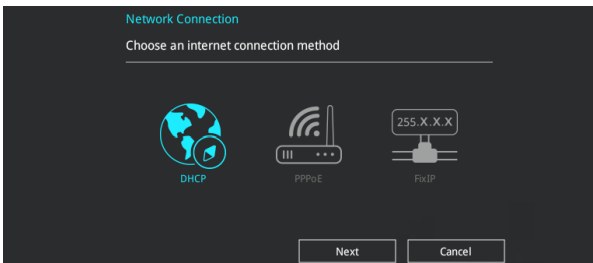 Network Connection
Choose an internet connection method
255.X.X.X
DHCP
PPPoE
FixIP
Next
Cancel